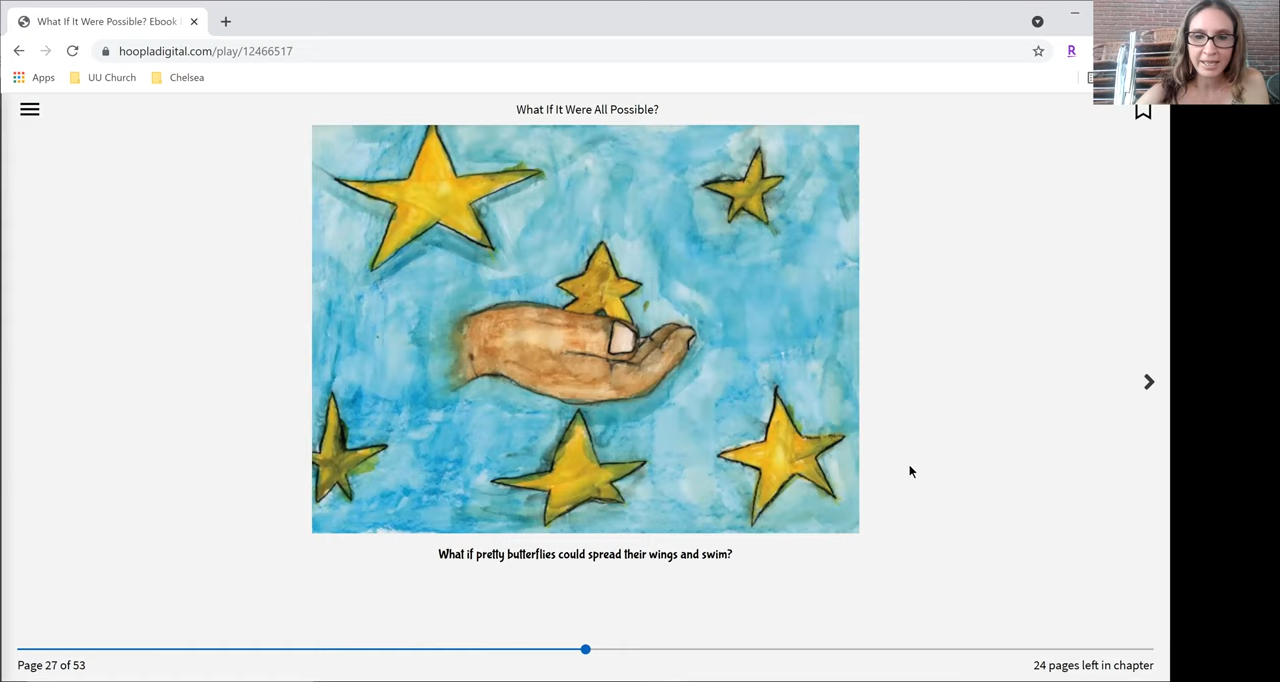 What If It Were Possible? Ebook
hoopladigital.com/play/12466517
R
Apps
UU Church
Chelsea
What If It Were All Possible?
What if pretty butterflies could spread their wings and swim?
Page 27 of 53
24 pages left in chapter